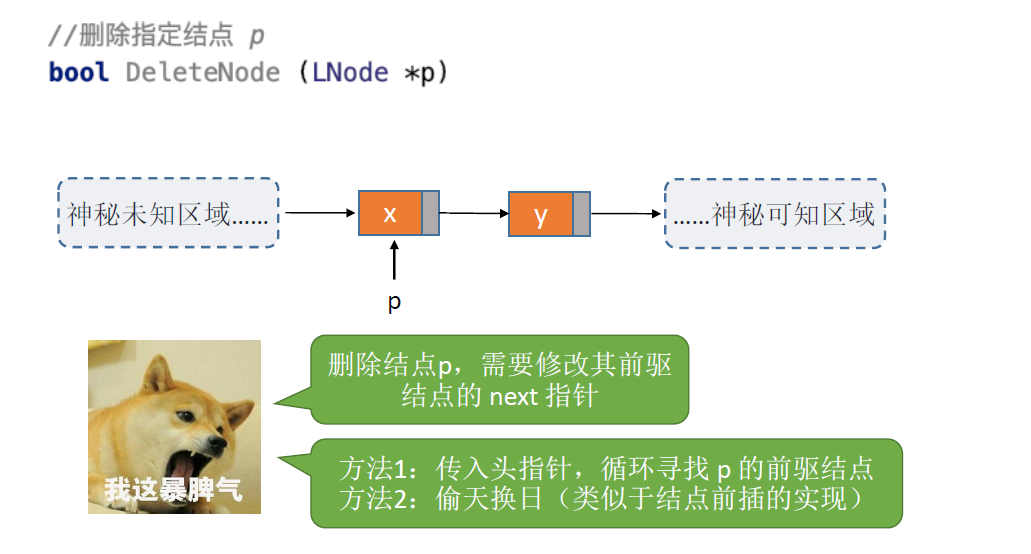 //删除指定结点 p
bool DeleteNode (LNode *p)
神秘未知区域……
x
y
……神秘可知区域
p
删除结点p，需要修改其前驱
结点的 next 指针
方法1：传入头指针，循环寻找 p 的前驱结点
方法2：偷天换日（类似于结点前插的实现）
我这暴脾气